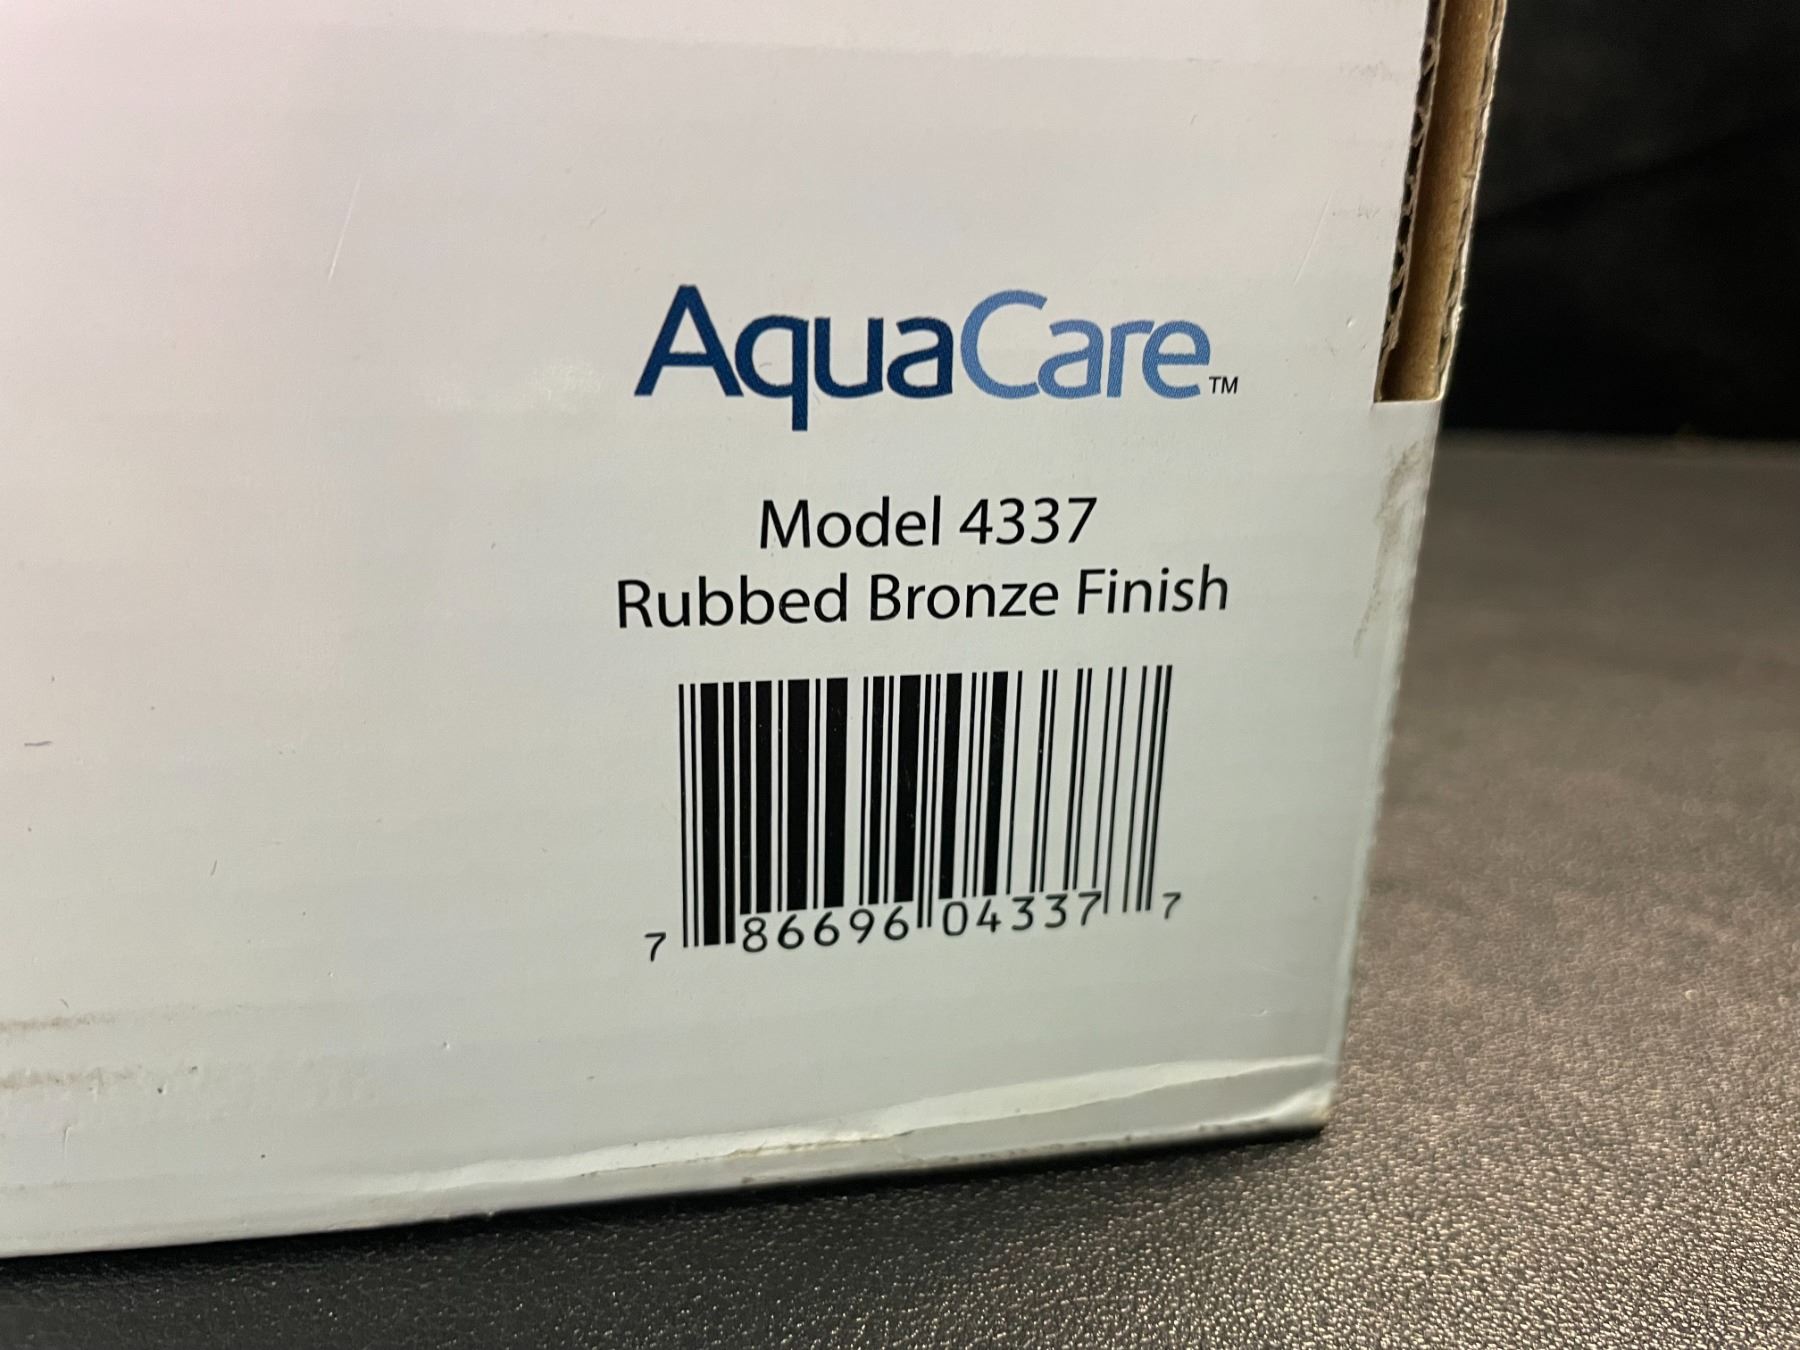 AquaCare™
Model 4337
Rubbed Bronze Finish
7 86696 04337 7